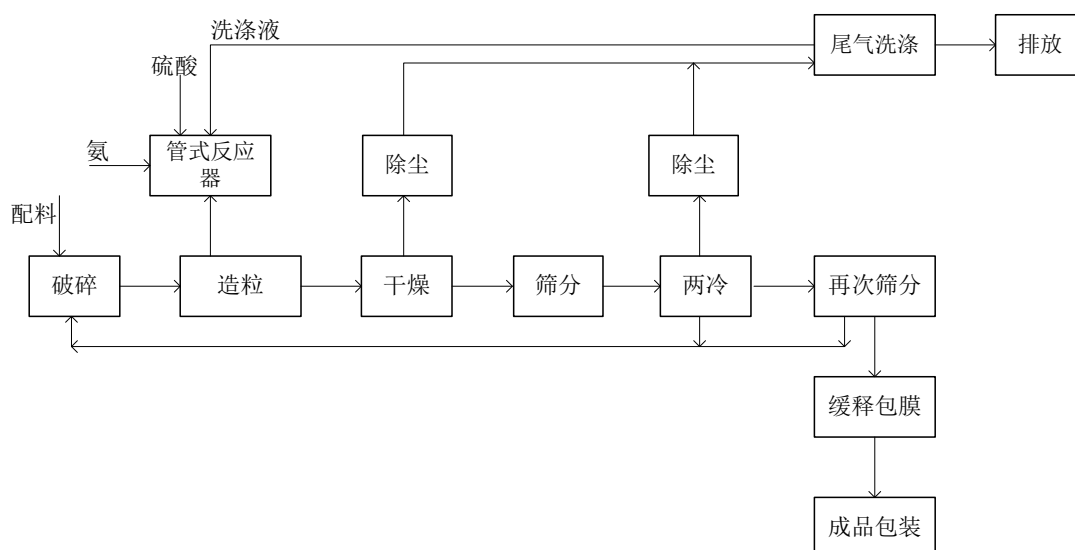 洗涤液
尾气洗涤
排放
硫酸
氨
管式反应
器
除尘
除尘
配料
破碎
造粒
干燥
筛分
两冷
再次筛分
缓释包膜
成品包装